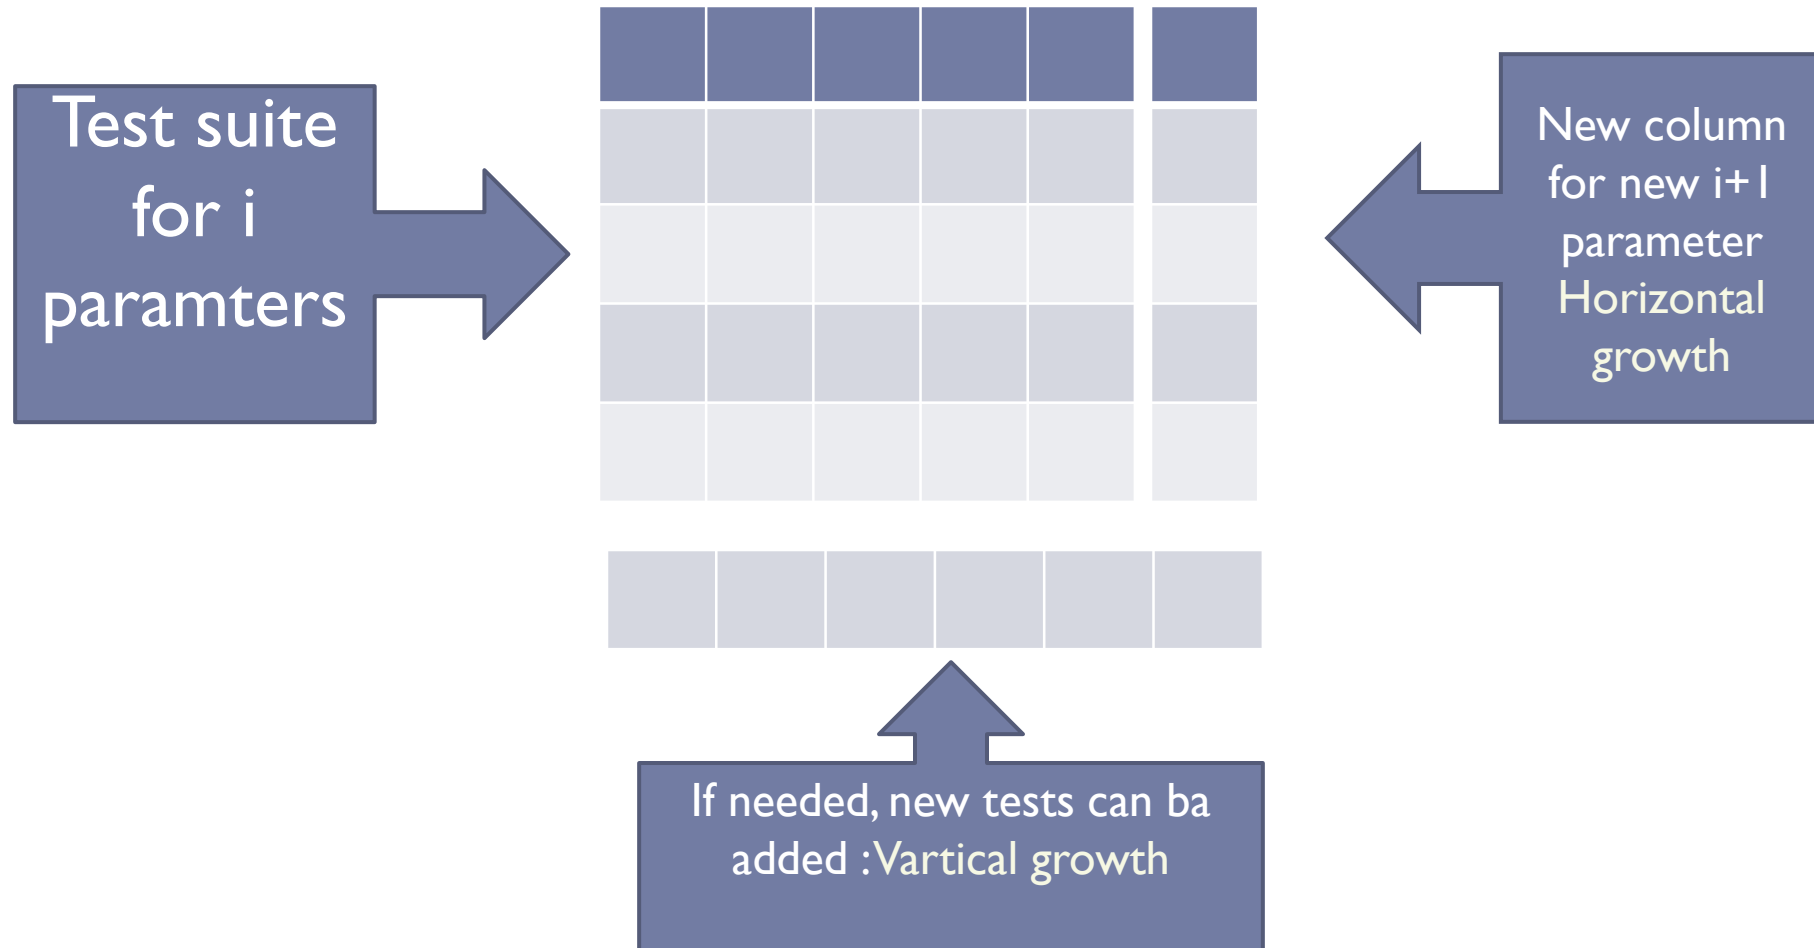 Test suite
for i
paramters
New column
for new i+1
parameter
Horizontal
growth
If needed, new tests can ba
added : Vartical growth